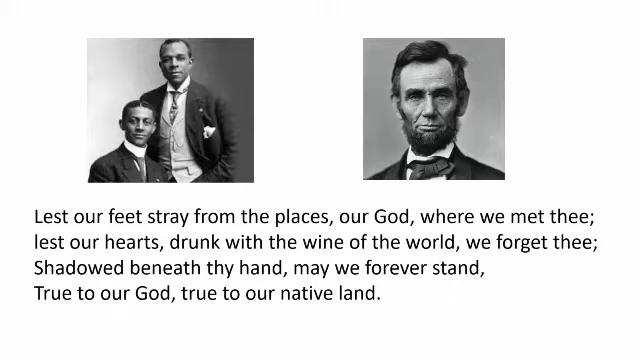 Lest our feet stray from the places, our God, where we met thee;
lest our hearts, drunk with the wine of the world, we forget thee;
Shadowed beneath thy hand, may we forever stand,
True to our God, true to our native land.